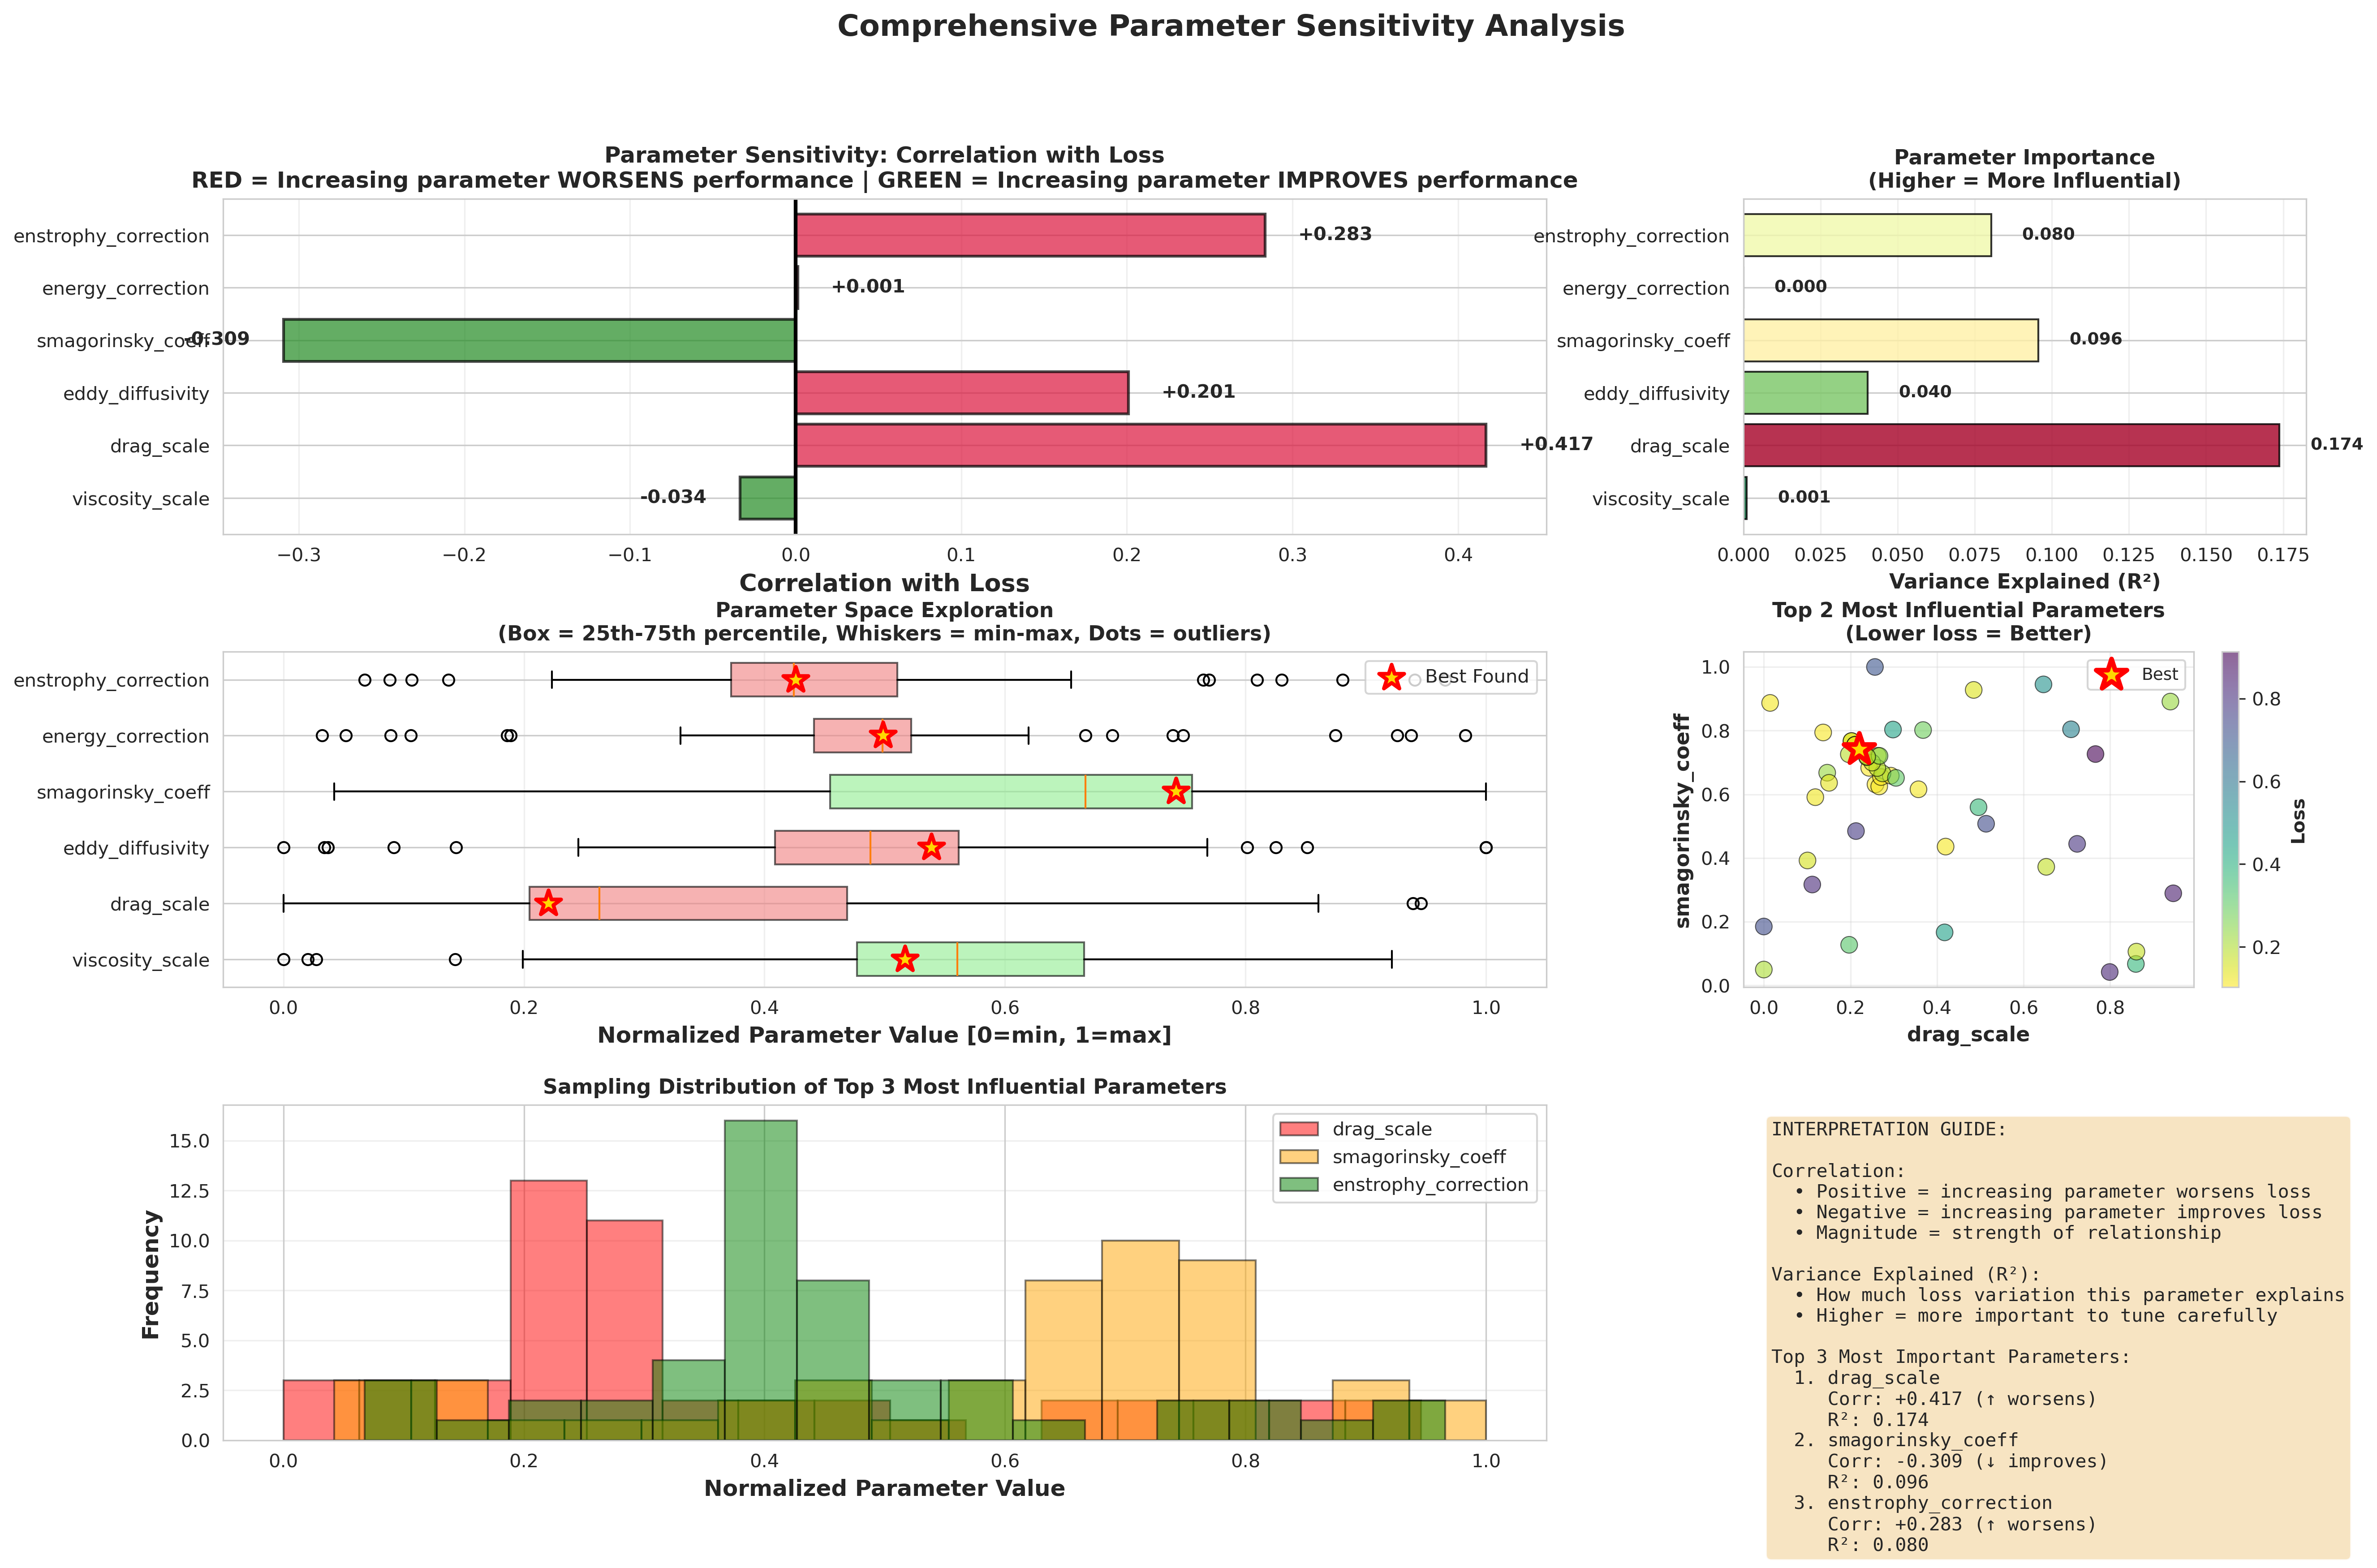 Comprehensive Parameter Sensitivity Analysis
Parameter Sensitivity: Correlation with Loss
RED = Increasing parameter WORSENS performance | GREEN = Increasing parameter IMPROVES performance
enstrophy_correction
+0.283
energy_correction
+0.001
smagorinsky_coeff
-0.309
eddy_diffusivity
+0.201
drag_scale
+0.417
viscosity_scale
-0.034
−0.3 −0.2 −0.1 0.0 0.1 0.2 0.3 0.4
Correlation with Loss
Parameter Importance
(Higher = More Influential)
enstrophy_correction
0.080
energy_correction
0.000
smagorinsky_coeff
0.096
eddy_diffusivity
0.040
drag_scale
0.174
viscosity_scale
0.001
0.000 0.025 0.050 0.075 0.100 0.125 0.150 0.175
Variance Explained (R²)
Parameter Space Exploration
(Box = 25th-75th percentile, Whiskers = min-max, Dots = outliers)
Best Found
enstrophy_correction
energy_correction
smagorinsky_coeff
eddy_diffusivity
drag_scale
viscosity_scale
0.0 0.2 0.4 0.6 0.8 1.0
Normalized Parameter Value [0=min, 1=max]
Top 2 Most Influential Parameters
(Lower loss = Better)
Best
smagorinsky_coeff
1.0
0.8
0.6
0.4
0.2
0.0
0.0 0.2 0.4 0.6 0.8
drag_scale
0.8
0.6
0.4
0.2
Loss
Sampling Distribution of Top 3 Most Influential Parameters
drag_scale
smagorinsky_coeff
enstrophy_correction
Frequency
15.0
12.5
10.0
7.5
5.0
2.5
0.0
0.0 0.2 0.4 0.6 0.8 1.0
Normalized Parameter Value
INTERPRETATION GUIDE:
Correlation:
• Positive = increasing parameter worsens loss
• Negative = increasing parameter improves loss
• Magnitude = strength of relationship
Variance Explained (R²):
• How much loss variation this parameter explains
• Higher = more important to tune carefully
Top 3 Most Important Parameters:
1. drag_scale
Corr: +0.417 (↑ worsens)
R²: 0.174
2. smagorinsky_coeff
Corr: -0.309 (↓ improves)
R²: 0.096
3. enstrophy_correction
Corr: +0.283 (↑ worsens)
R²: 0.080